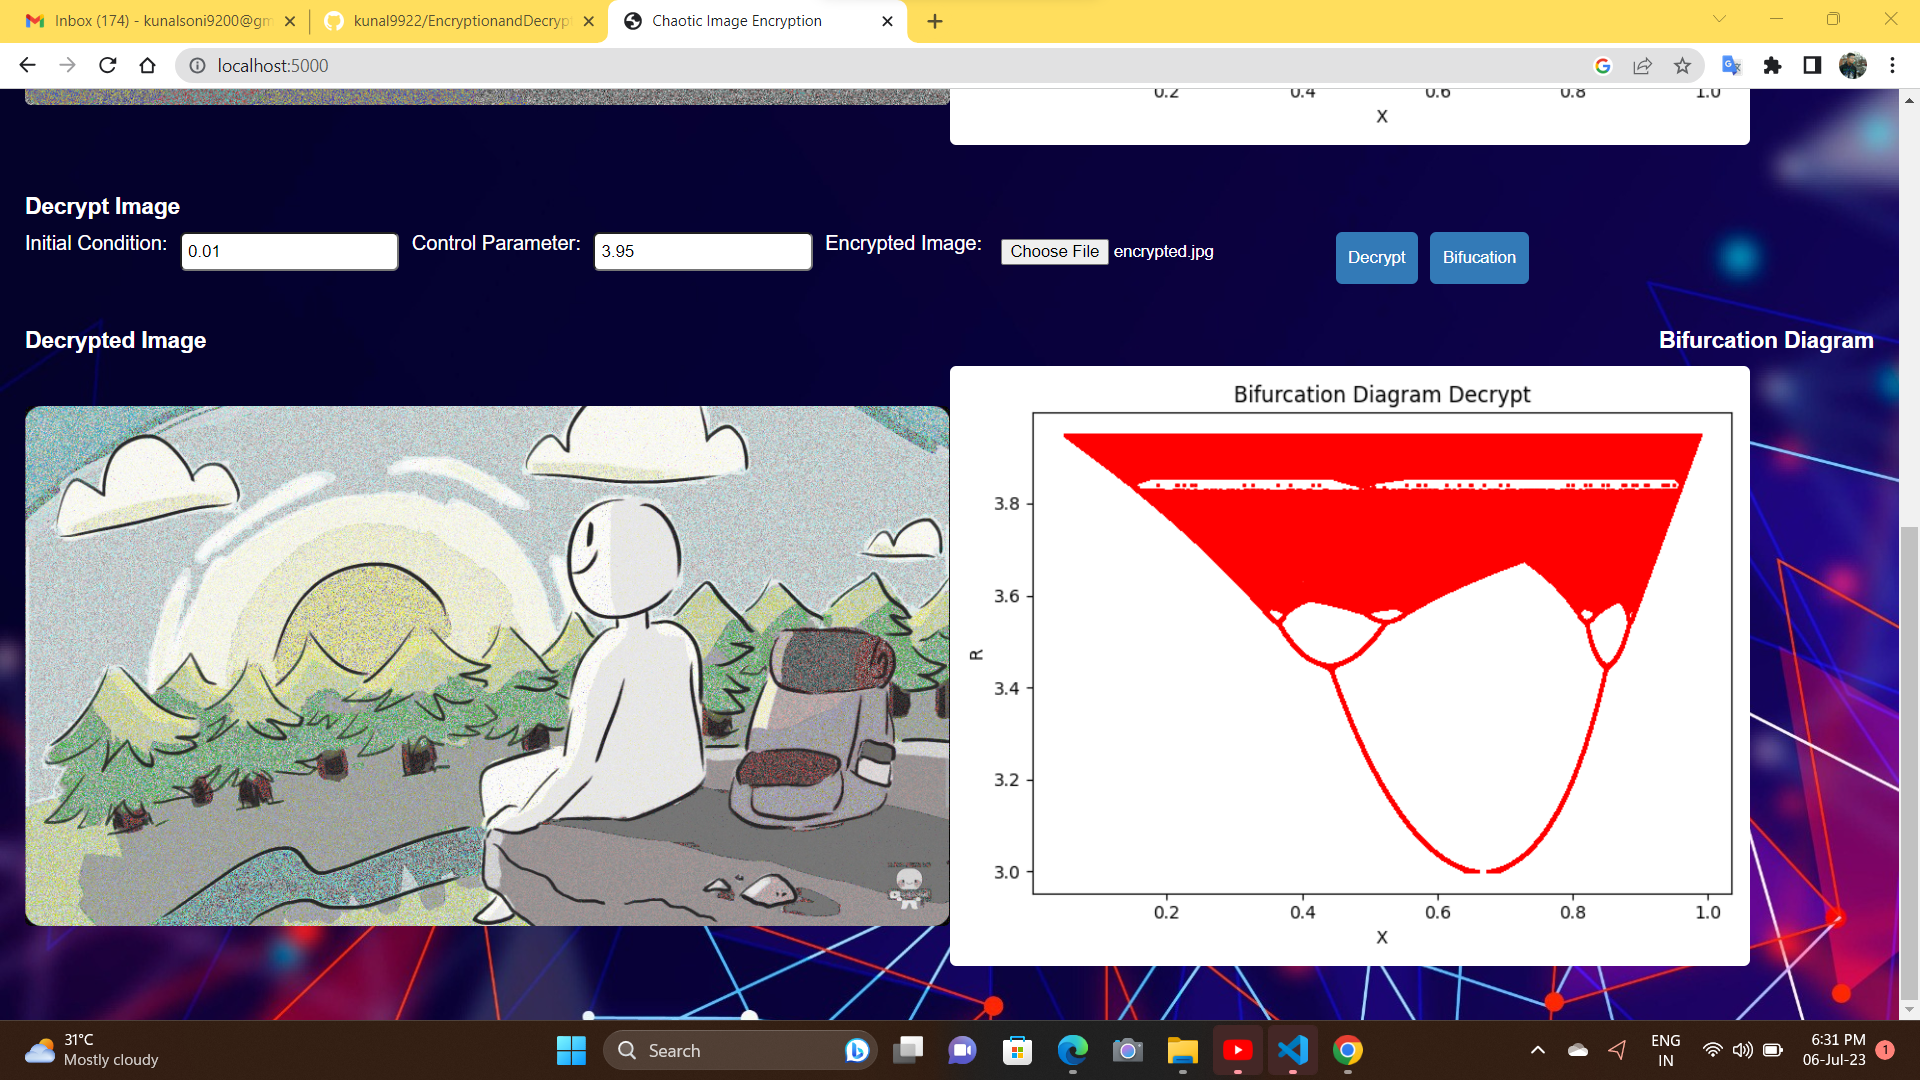 Inbox (174) - kunalsoni9200@gm
kunal9922/EncryptionandDecrypt
Chaotic Image Encryption
localhost:5000
0.2 0.4 0.6 0.8 1.0
X
Decrypt Image
Initial Condition: 0.01 Control Parameter: 3.95 Encrypted Image: Choose File encrypted.jpg Decrypt Bifucation
Decrypted Image
Bifurcation Diagram
Bifurcation Diagram Decrypt
3.8
3.6
R
3.4
3.2
3.0
0.2 0.4 0.6 0.8 1.0
X
31°C
Mostly cloudy
Search
ENG
IN
6:31 PM
06-Jul-23
1